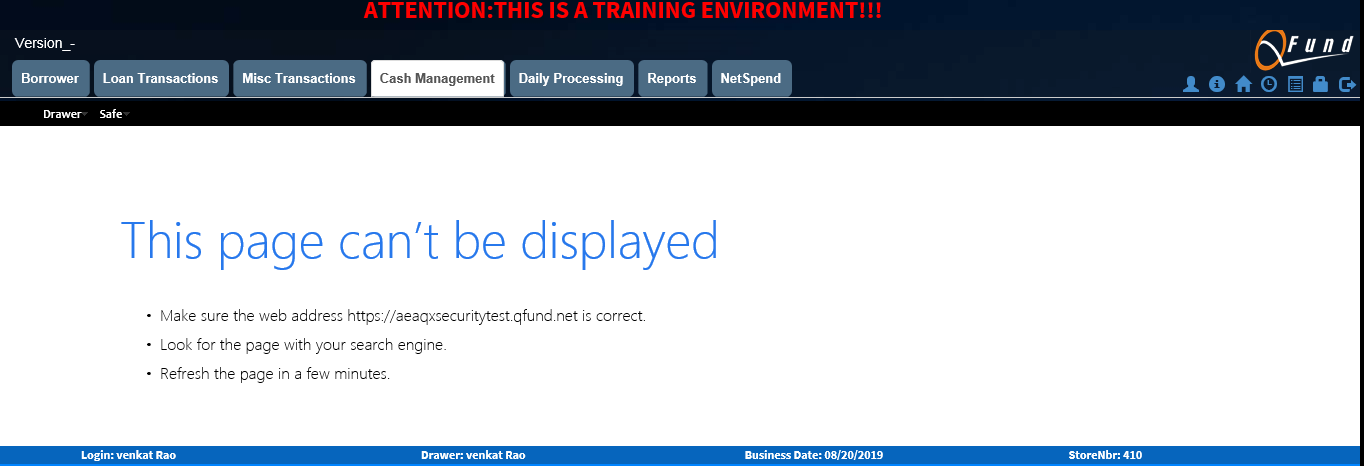 ATTENTION:THIS IS A TRAINING ENVIRONMENT!!!
Version_-
QFund
Borrower Loan Transactions Misc Transactions Cash Management Daily Processing Reports NetSpend
Drawer Safe
This page can’t be displayed
• Make sure the web address https://aeaqxsecuritytest.qfund.net is correct.
• Look for the page with your search engine.
• Refresh the page in a few minutes.
Login: venkat Rao Drawer: venkat Rao Business Date: 08/20/2019 StoreNbr: 410